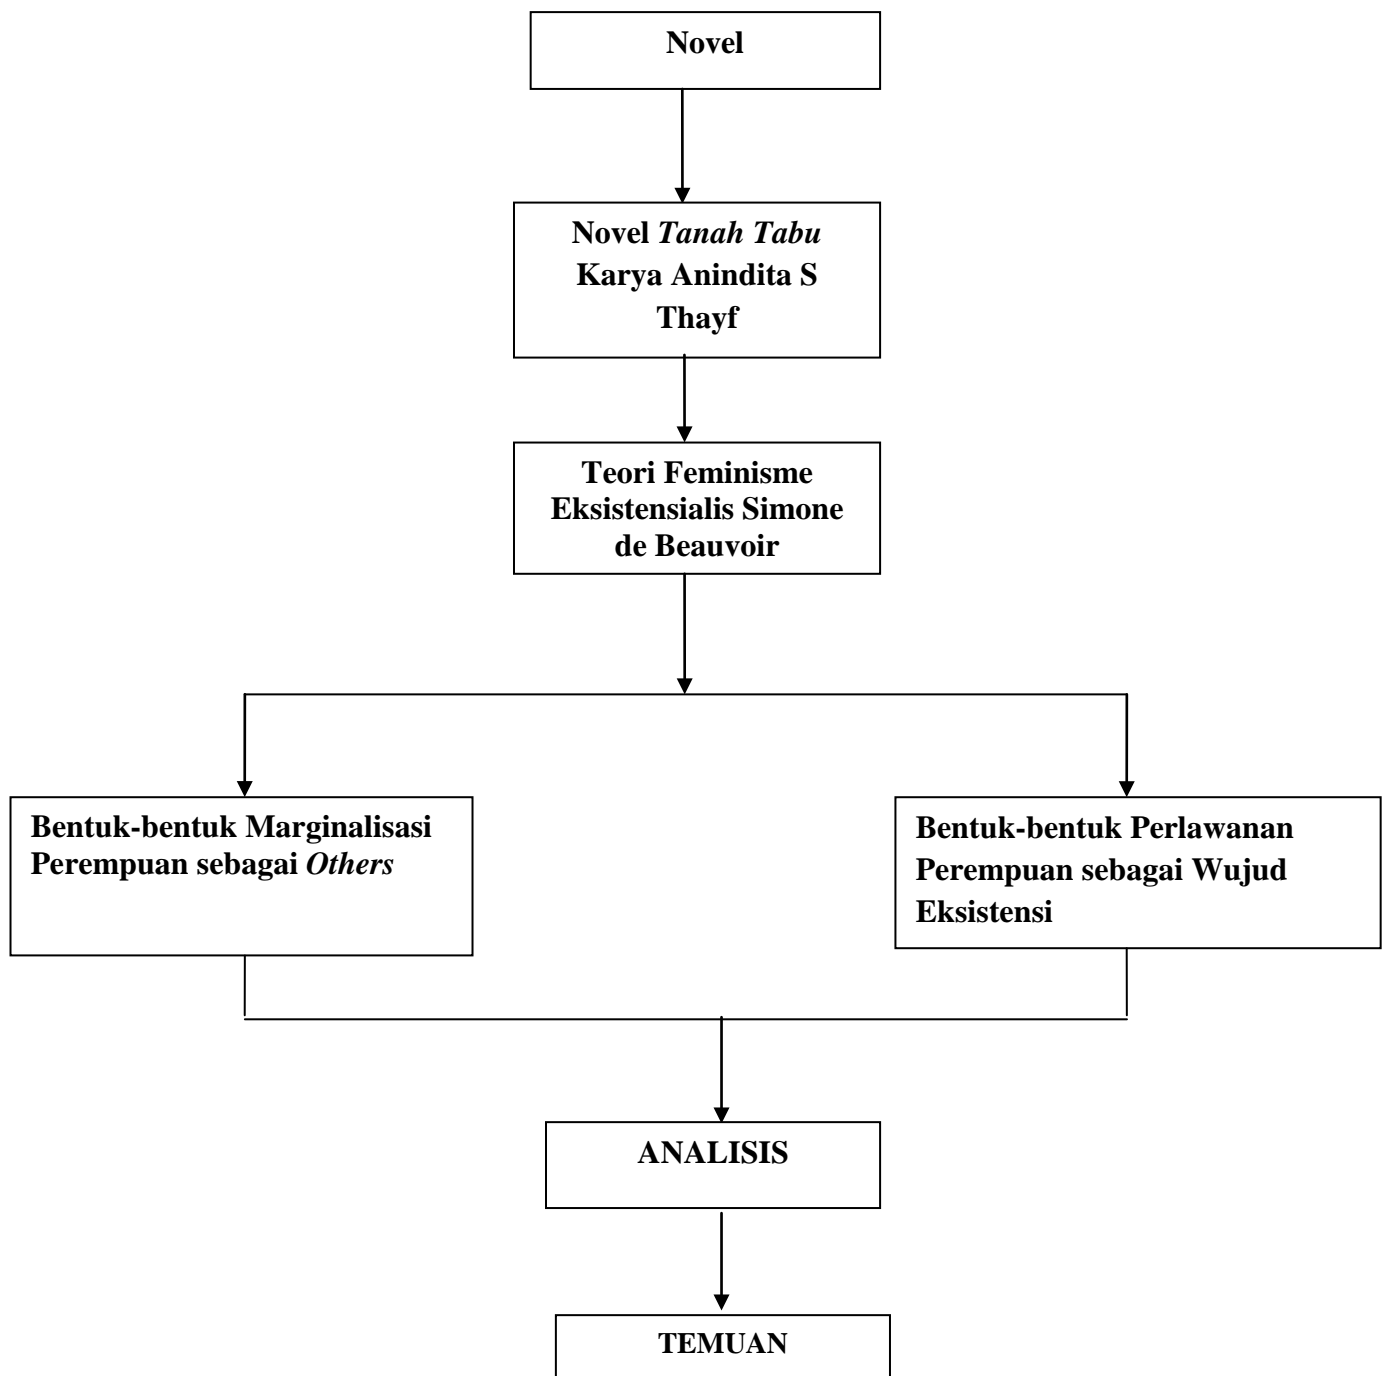 Novel
Novel Tanah Tabu
Karya Anindita S
Thayf
Teori Feminisme
Eksistensialis Simone
de Beauvoir
Bentuk-bentuk Marginalisasi
Perempuan sebagai Others
Bentuk-bentuk Perlawanan
Perempuan sebagai Wujud
Eksistensi
ANALISIS
TEMUAN